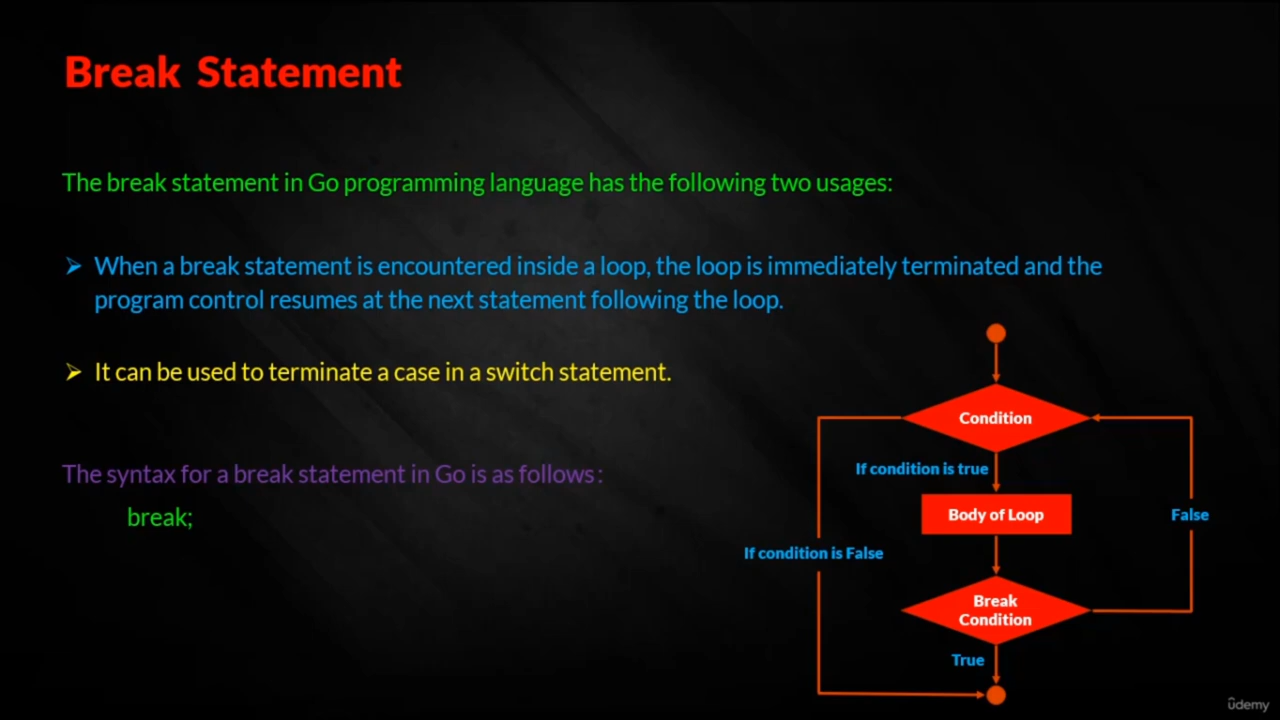 Break Statement
The break statement in Go programming language has the following two usages:
➤ When a break statement is encountered inside a loop, the loop is immediately terminated and the
program control resumes at the next statement following the loop.
➤ It can be used to terminate a case in a switch statement.
The syntax for a break statement in Go is as follows:
break;
Condition
If condition is true
Body of Loop
False
If condition is False
Break
Condition
True
ûdemy